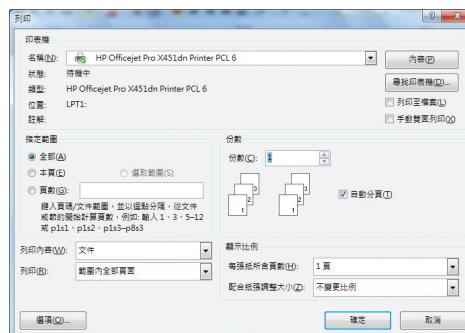 列印
印表機
名稱(N): HP Officejet Pro X451dn Printer PCL 6 內容(P)
狀態: 待機中 尋找印表機(D)...
類型: HP Officejet Pro X451dn Printer PCL 6
位置: LPT1: 列印至檔案(L)
註解: 手動雙面列印(X)
指定範圍
全部(A)
本頁(E) 選取範圍(S)
頁數(G):
鍵入頁碼/文件範圍，並以逗點分隔，從文件
或節的開始計算頁數，例如: 輸入 1、3、5–12
或 p1s1、p1s2、p1s3–p8s3
份數
份數(C): 1
3 3
2 2
1 1
自動分頁(T)
列印內容(W): 文件
列印(R): 範圍內全部頁面
顯示比例
每張紙所含頁數(H): 1 頁
配合紙張調整大小(Z): 不變更比例
選項(O)... 確定 取消